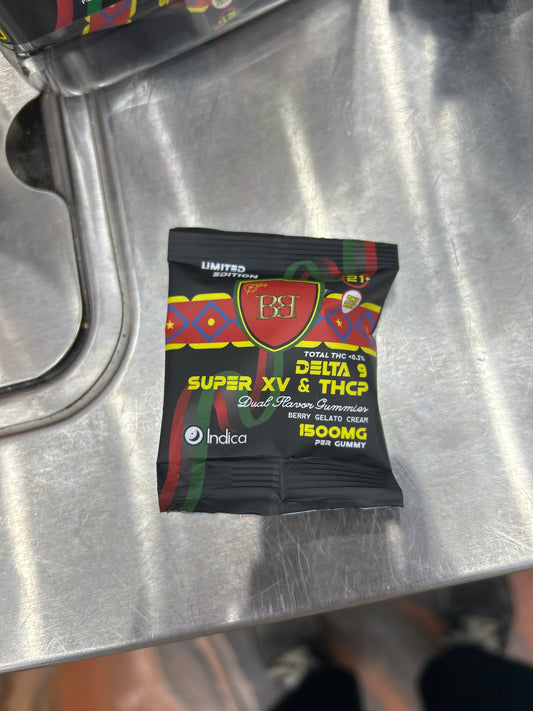 LIMITED
EDITION
21+
BB
TOTAL THC <0.3%
DELTA 9
SUPER XV & THCP
Dual Flavor Gummies
BERRY GELATO CREAM
Indica
1500MG
PER GUMMY